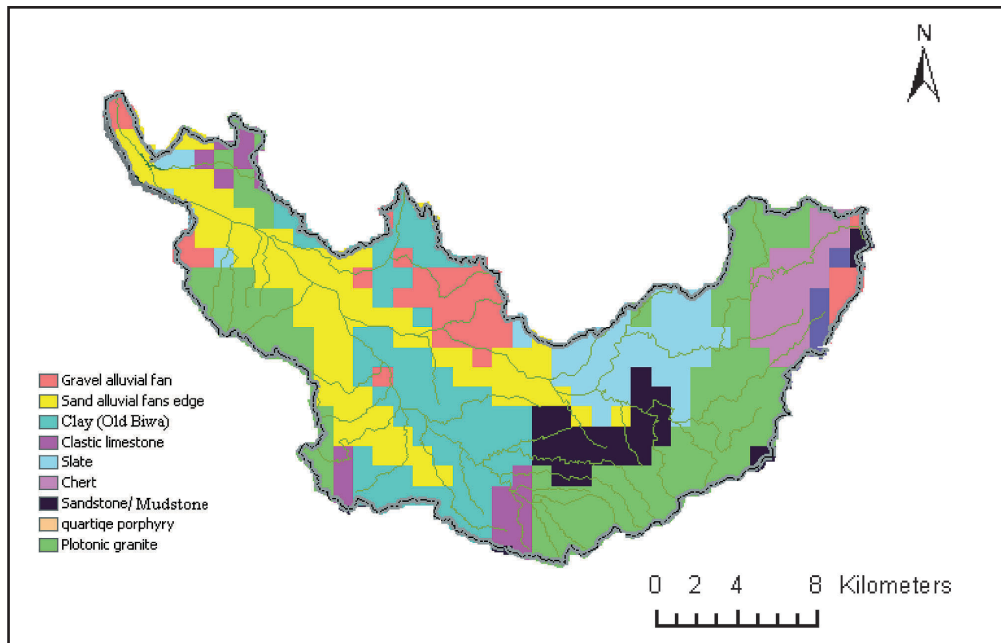 N
Gravel alluvial fan
Sand alluvial fans edge
Clay (Old Biwa)
Clastic limestone
Slate
Chert
Sandstone/ Mudstone
quartiqe porphyry
Plotonic granite
0 2 4 8 Kilometers